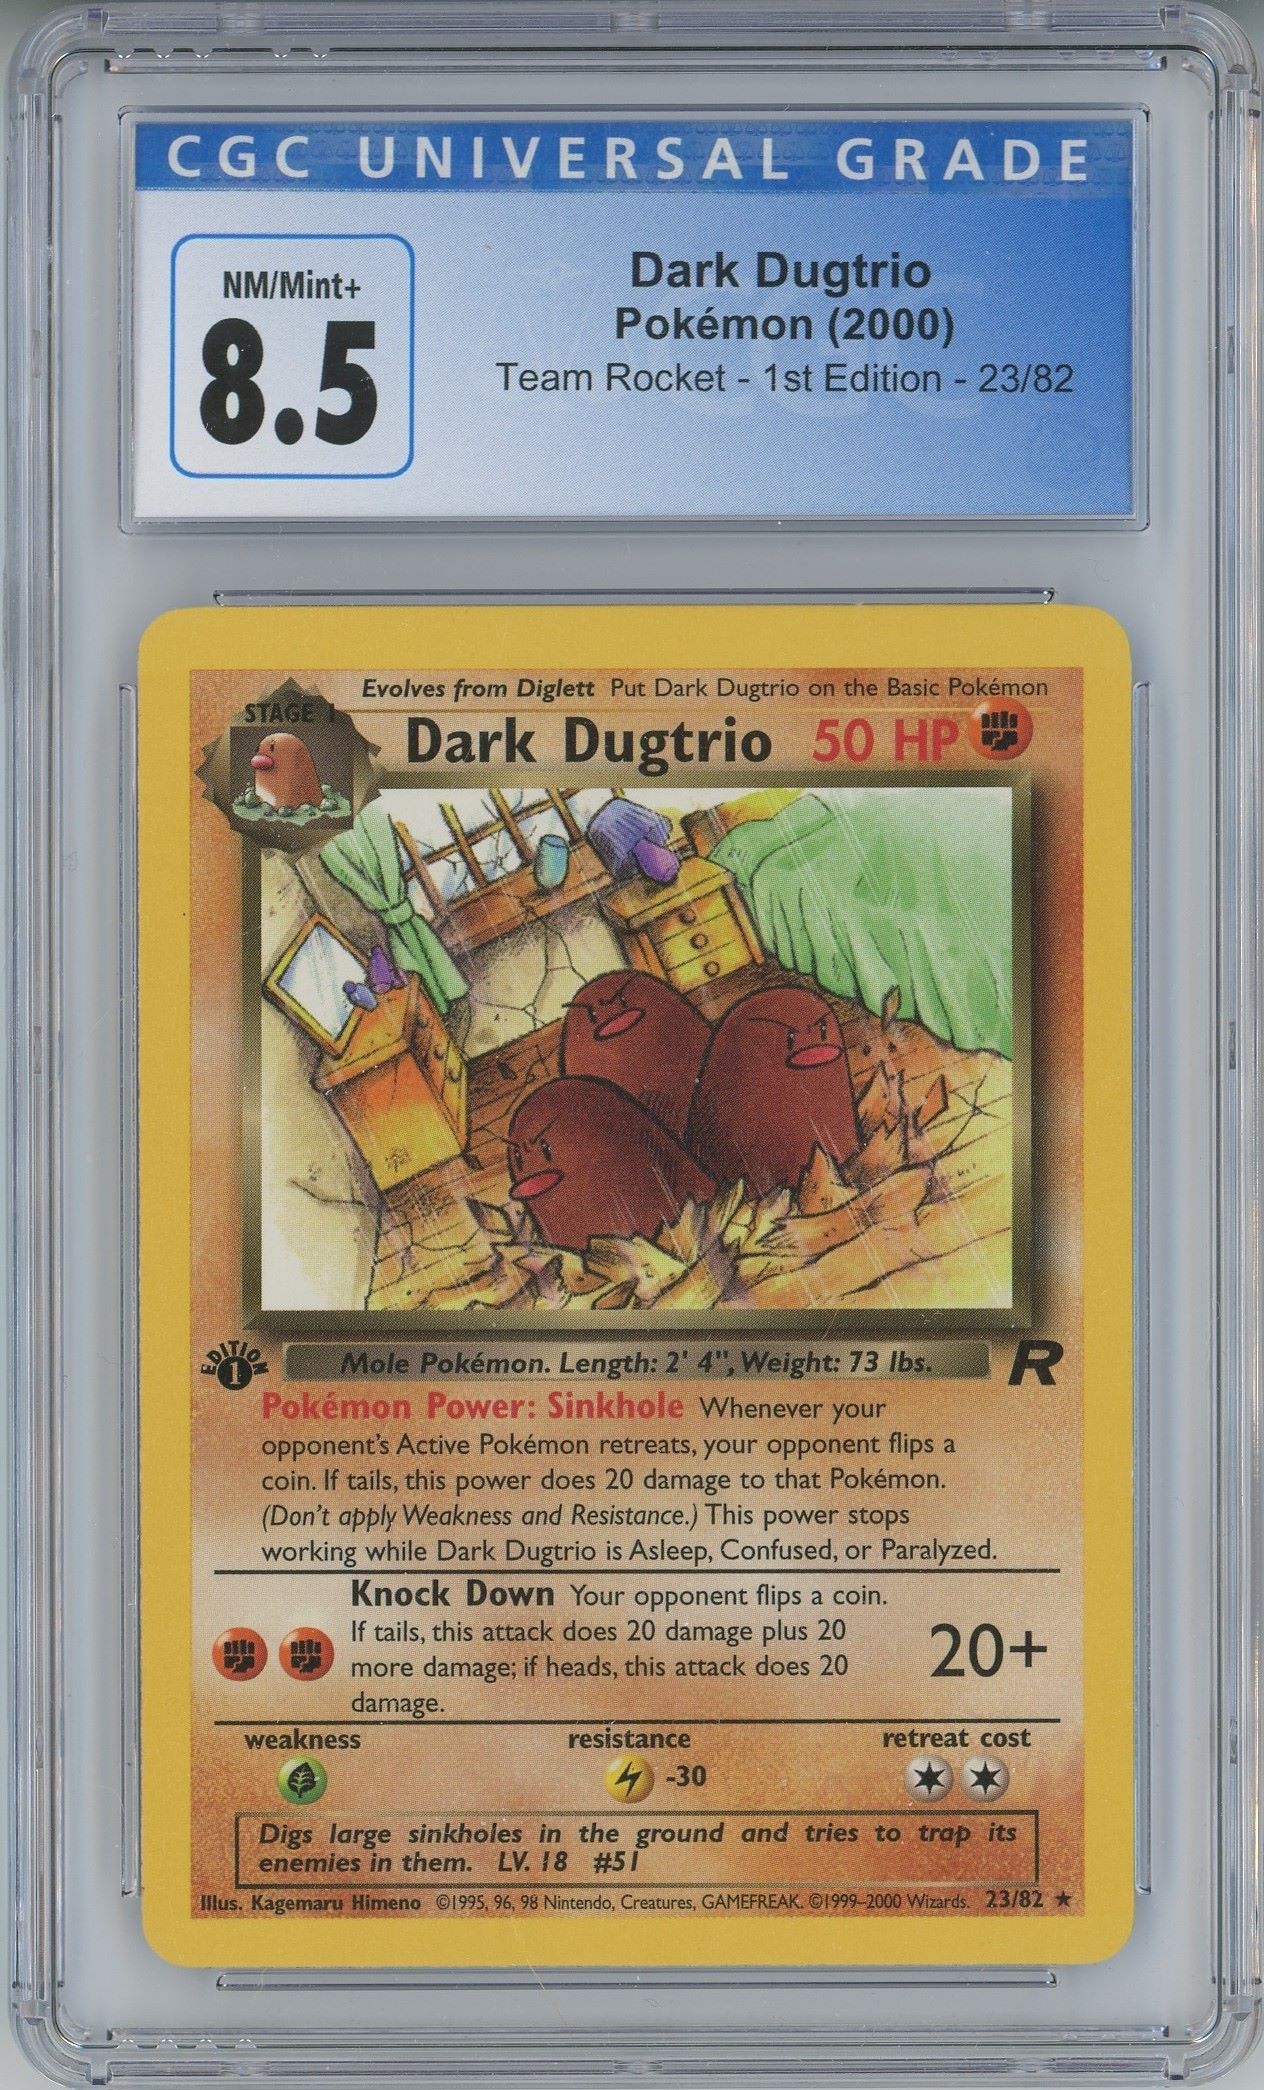 CGC UNIVERSAL GRADE
NM/Mint+
8.5
Dark Dugtrio
Pokémon (2000)
Team Rocket - 1st Edition - 23/82
Evolves from Diglett Put Dark Dugtrio on the Basic Pokémon
STAGE 1
Dark Dugtrio 50 HP
EDITION
1
Mole Pokémon. Length: 2' 4", Weight: 73 lbs.
R
Pokémon Power: Sinkhole Whenever your
opponent's Active Pokémon retreats, your opponent flips a
coin. If tails, this power does 20 damage to that Pokémon.
(Don't apply Weakness and Resistance.) This power stops
working while Dark Dugtrio is Asleep, Confused, or Paralyzed.
Knock Down Your opponent flips a coin.
If tails, this attack does 20 damage plus 20
more damage; if heads, this attack does 20
damage.
20+
weakness resistance retreat cost
-30
Digs large sinkholes in the ground and tries to trap its
enemies in them. LV. 18 #51
Illus. Kagemaru Himeno ©1995, 96, 98 Nintendo, Creatures, GAMEFREAK. ©1999–2000 Wizards. 23/82 ★